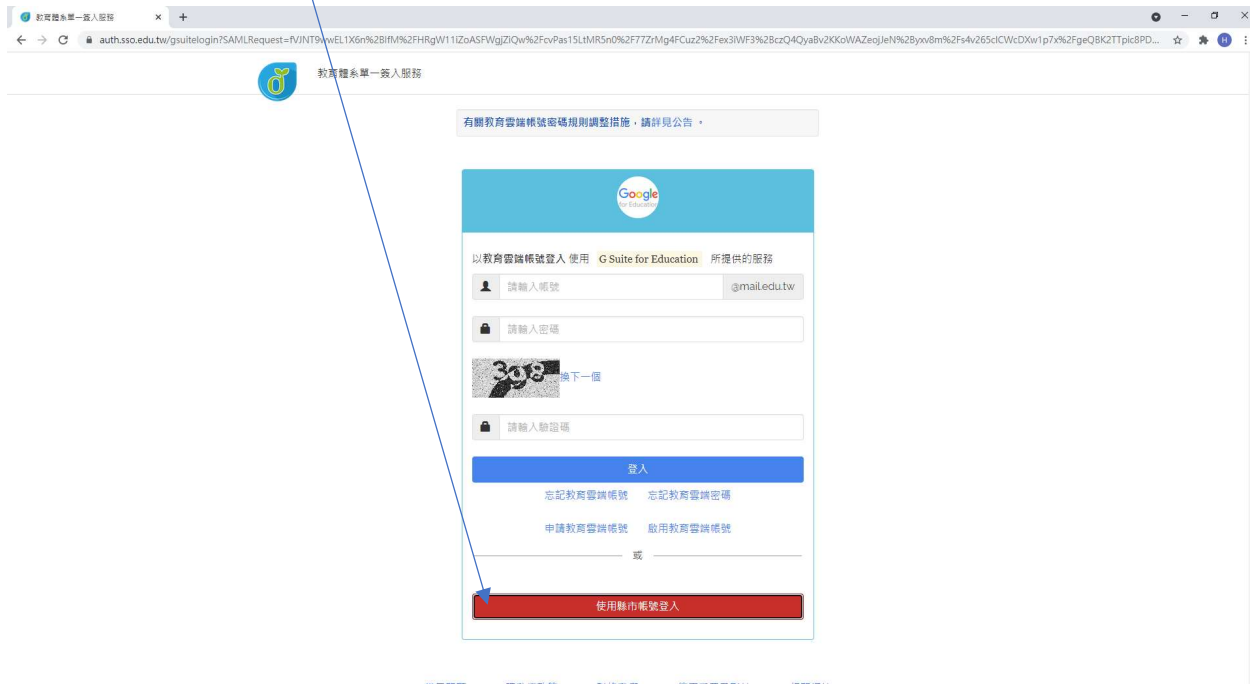 教育體系單一簽入服務
auth.sso.edu.tw/gsuitelogin?SAMLRequest=fVJNT9wwEL1X6n%2BIfM%2FHRgW11iZoASFWgjZiQw%2FcvPas15LtMR5n0%2F77ZrMg4FCuz2%2Fex3iWF3%2BczQ4QyaBv2KKoWAZeojJeN%2Byxv8m%2Fs4v265cICWcDXw1p7x%2FgeQBK2TTpic8PD...
H
教育體系單一簽入服務
有關教育雲端帳號密碼規則調整措施，請詳見公告 。
Google
for Education
以教育雲端帳號登入 使用 G Suite for Education 所提供的服務
請輸入帳號 @mail.edu.tw
請輸入密碼
398 換下一個
請輸入驗證碼
登入
忘記教育雲端帳號 忘記教育雲端密碼
申請教育雲端帳號 啟用教育雲端帳號
或
使用縣市帳號登入